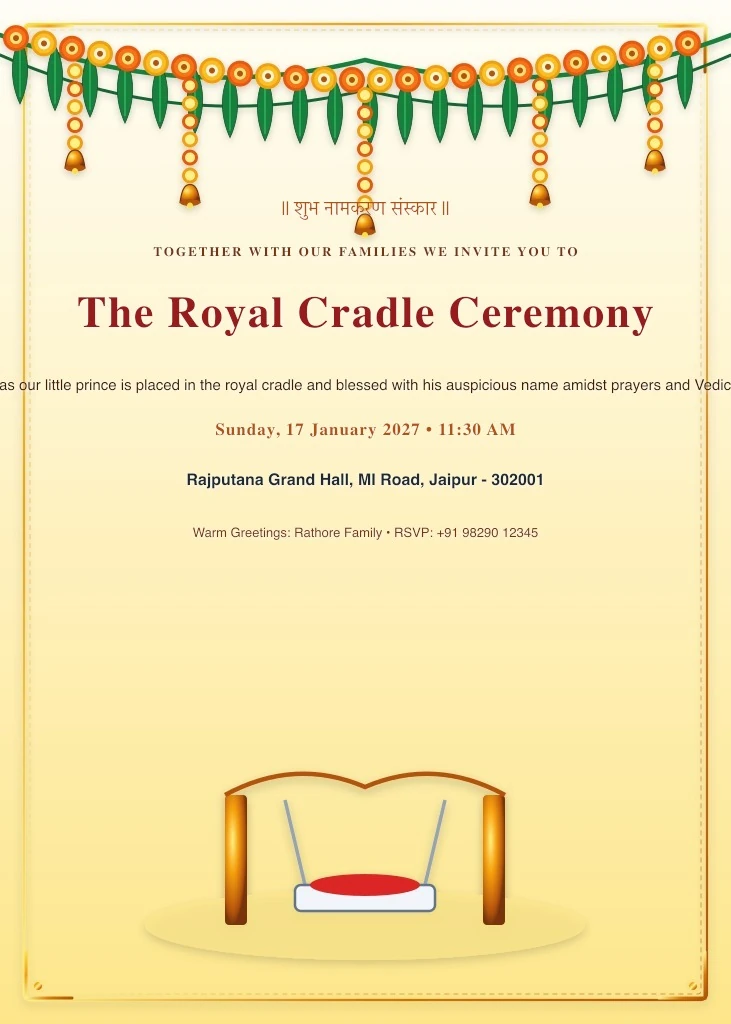 ॥ शुभ नामकरण संस्कार ॥
TOGETHER WITH OUR FAMILIES WE INVITE YOU TO
The Royal Cradle Ceremony
as our little prince is placed in the royal cradle and blessed with his auspicious name amidst prayers and Vedic
Sunday, 17 January 2027 • 11:30 AM
Rajputana Grand Hall, MI Road, Jaipur - 302001
Warm Greetings: Rathore Family • RSVP: +91 98290 12345